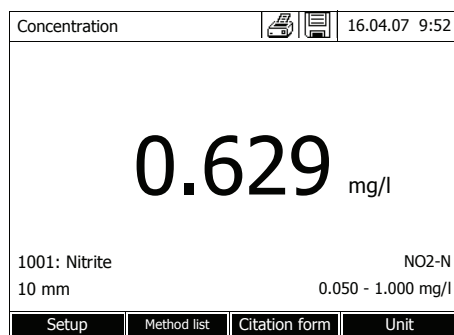 Concentration 16.04.07 9:52
0.629 mg/l
1001: Nitrite NO2-N
10 mm 0.050 - 1.000 mg/l
Setup Method list Citation form Unit